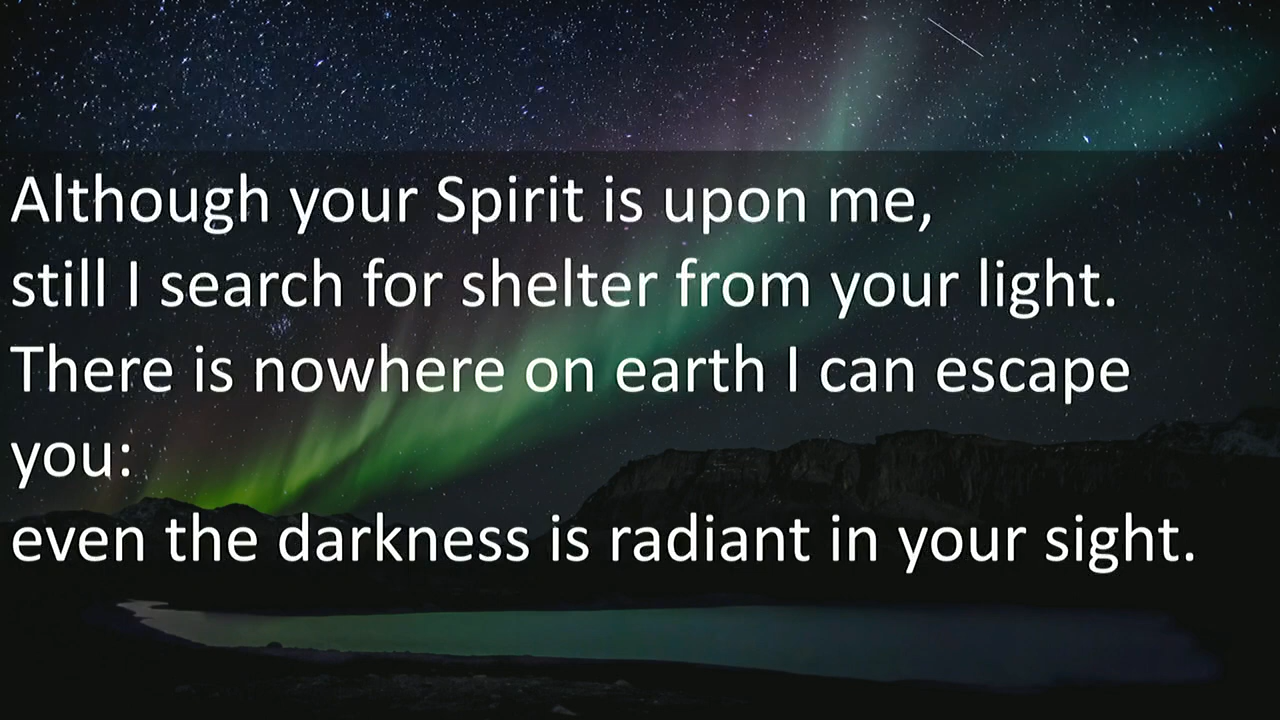 Although your Spirit is upon me,
still I search for shelter from your light.
There is nowhere on earth I can escape
you:
even the darkness is radiant in your sight.